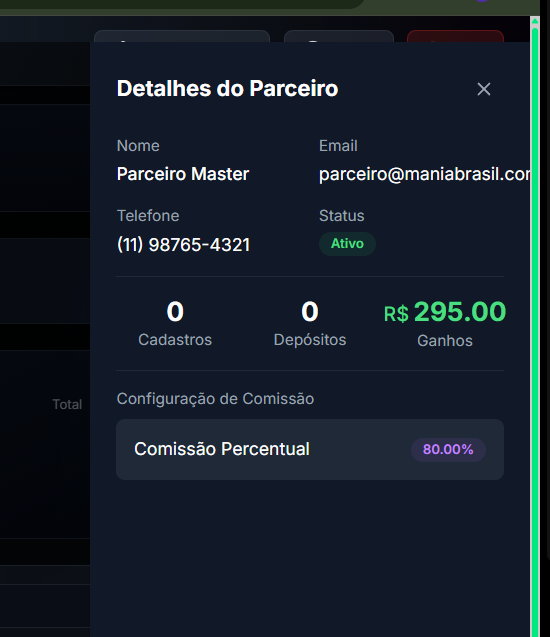 Detalhes do Parceiro
Nome
Email
Parceiro Master
parceiro@maniabrasil.com
Telefone
Status
(11) 98765-4321
Ativo
0
0
R$ 295.00
Cadastros
Depósitos
Ganhos
Total
Configuração de Comissão
Comissão Percentual
80.00%